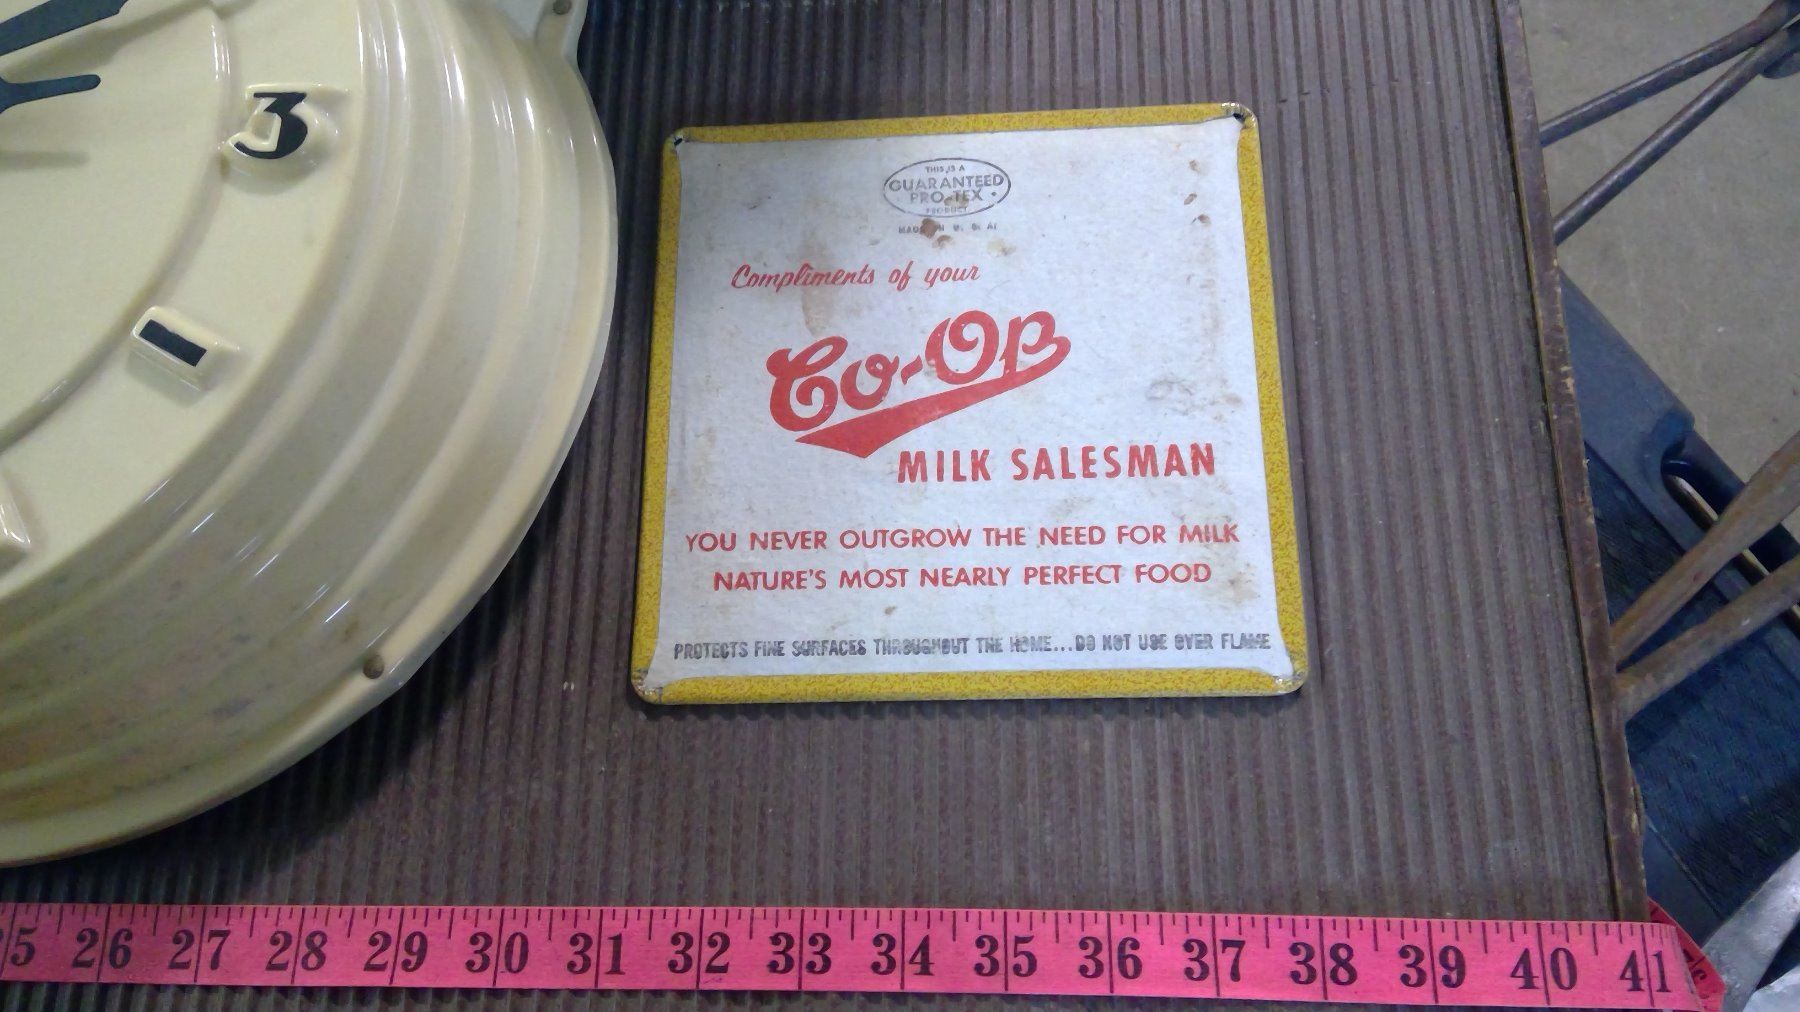 3
THIS IS A
GUARANTEED
PRO-TEX
PRODUCT
MADE IN U. S. A.
Compliments of your
Co-Op
MILK SALESMAN
YOU NEVER OUTGROW THE NEED FOR MILK
NATURE'S MOST NEARLY PERFECT FOOD
PROTECTS FINE SURFACES THROUGHOUT THE HOME...DO NOT USE OVER FLAME
26 27 28 29 30 31 32 33 34 35 36 37 38 39 40 41